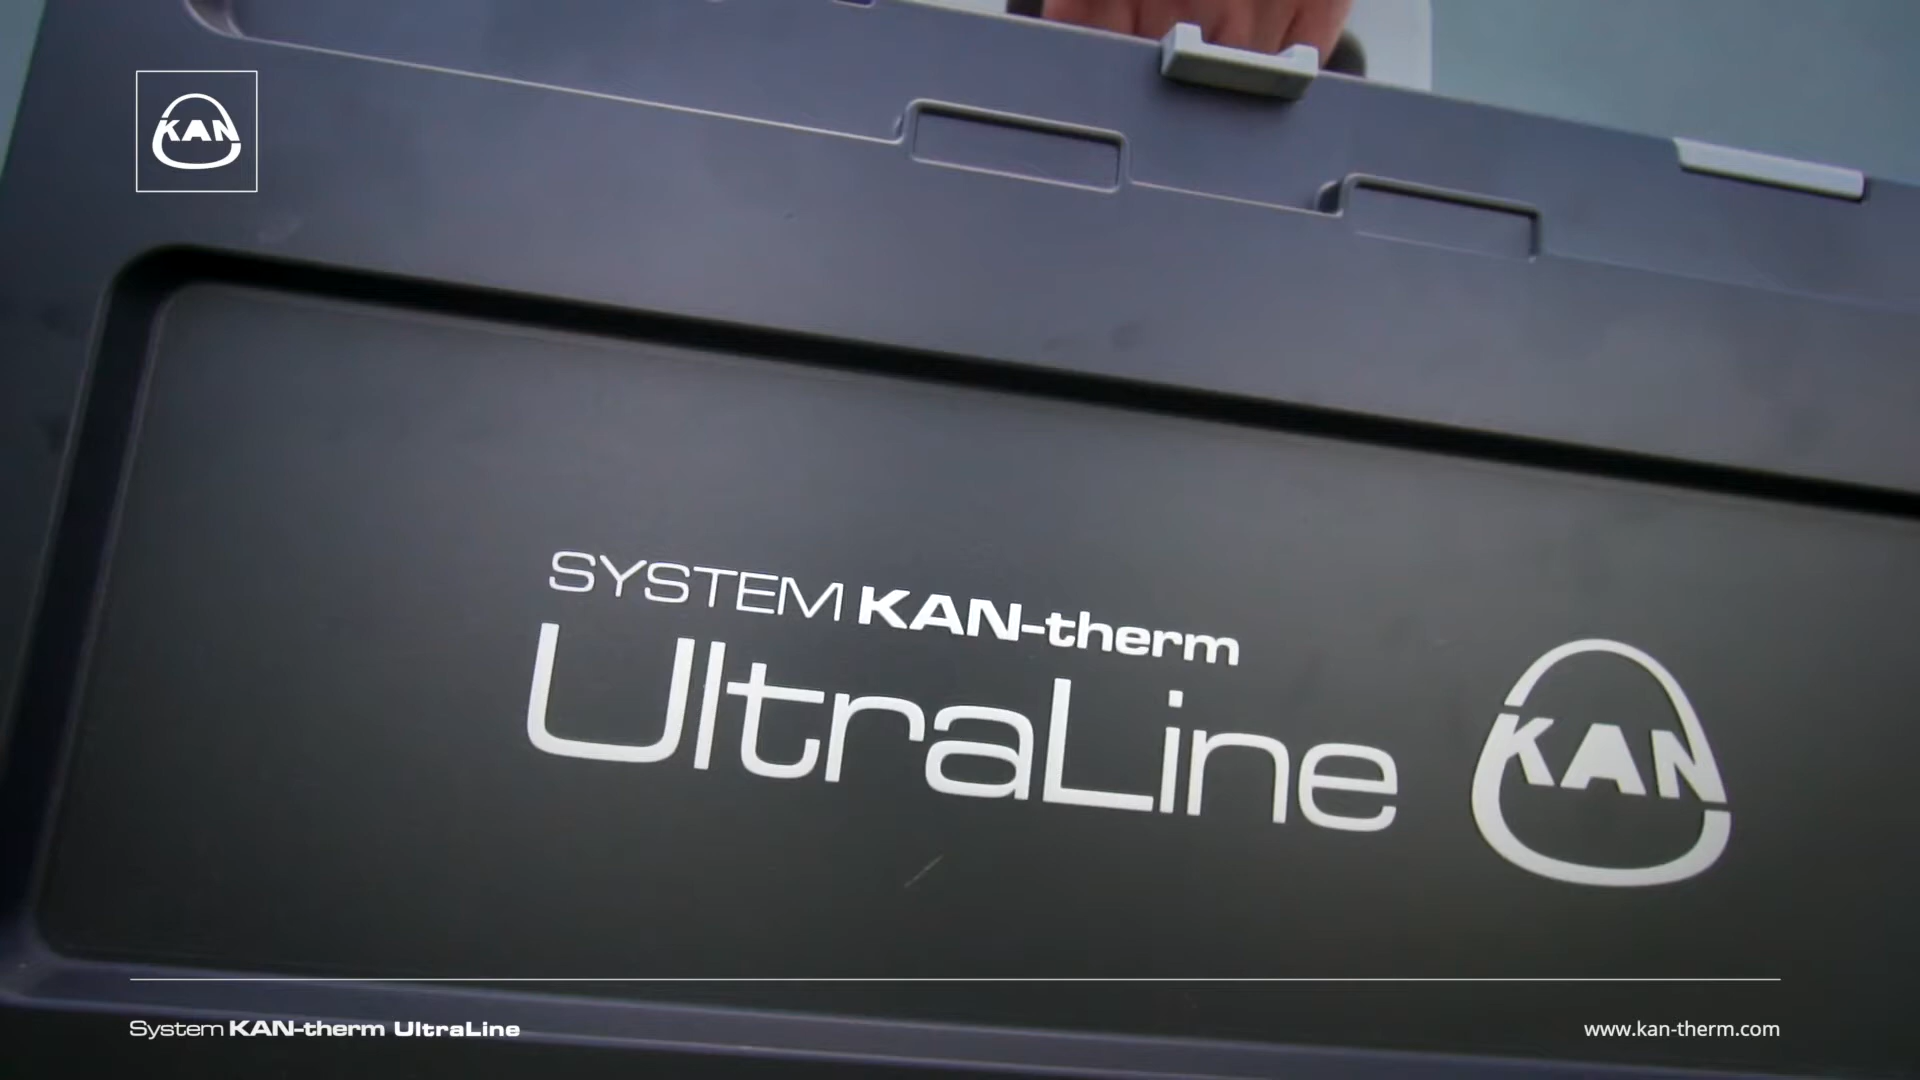 KAN
SYSTEM KAN-therm
UltraLine
KAN
System KAN-therm UltraLine
www.kan-therm.com